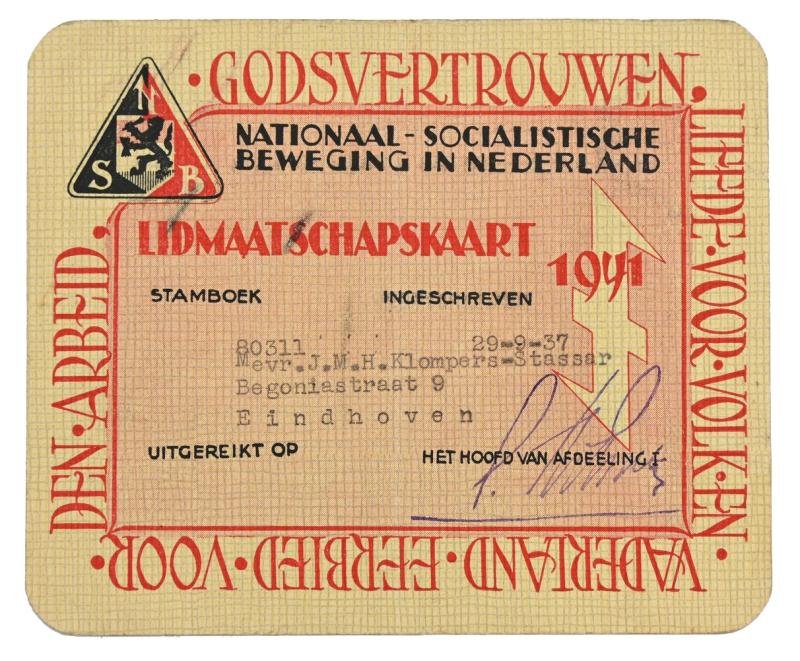 N
S B
• GODSVERTROUWEN •
LIEFDE • VOOR • VOLK • EN
VADERLAND • EERBIED • VOOR •
DEN • ARBEID •
NATIONAAL - SOCIALISTISCHE
BEWEGING IN NEDERLAND
LIDMAATSCHAPSKAART 1941
STAMBOEK INGESCHREVEN
80311 29-9-37
Mevr.J.M.H.Klompers-Stassar
Begoniastraat 9
Eindhoven
UITGEREIKT OP HET HOOFD VAN AFDEELING I